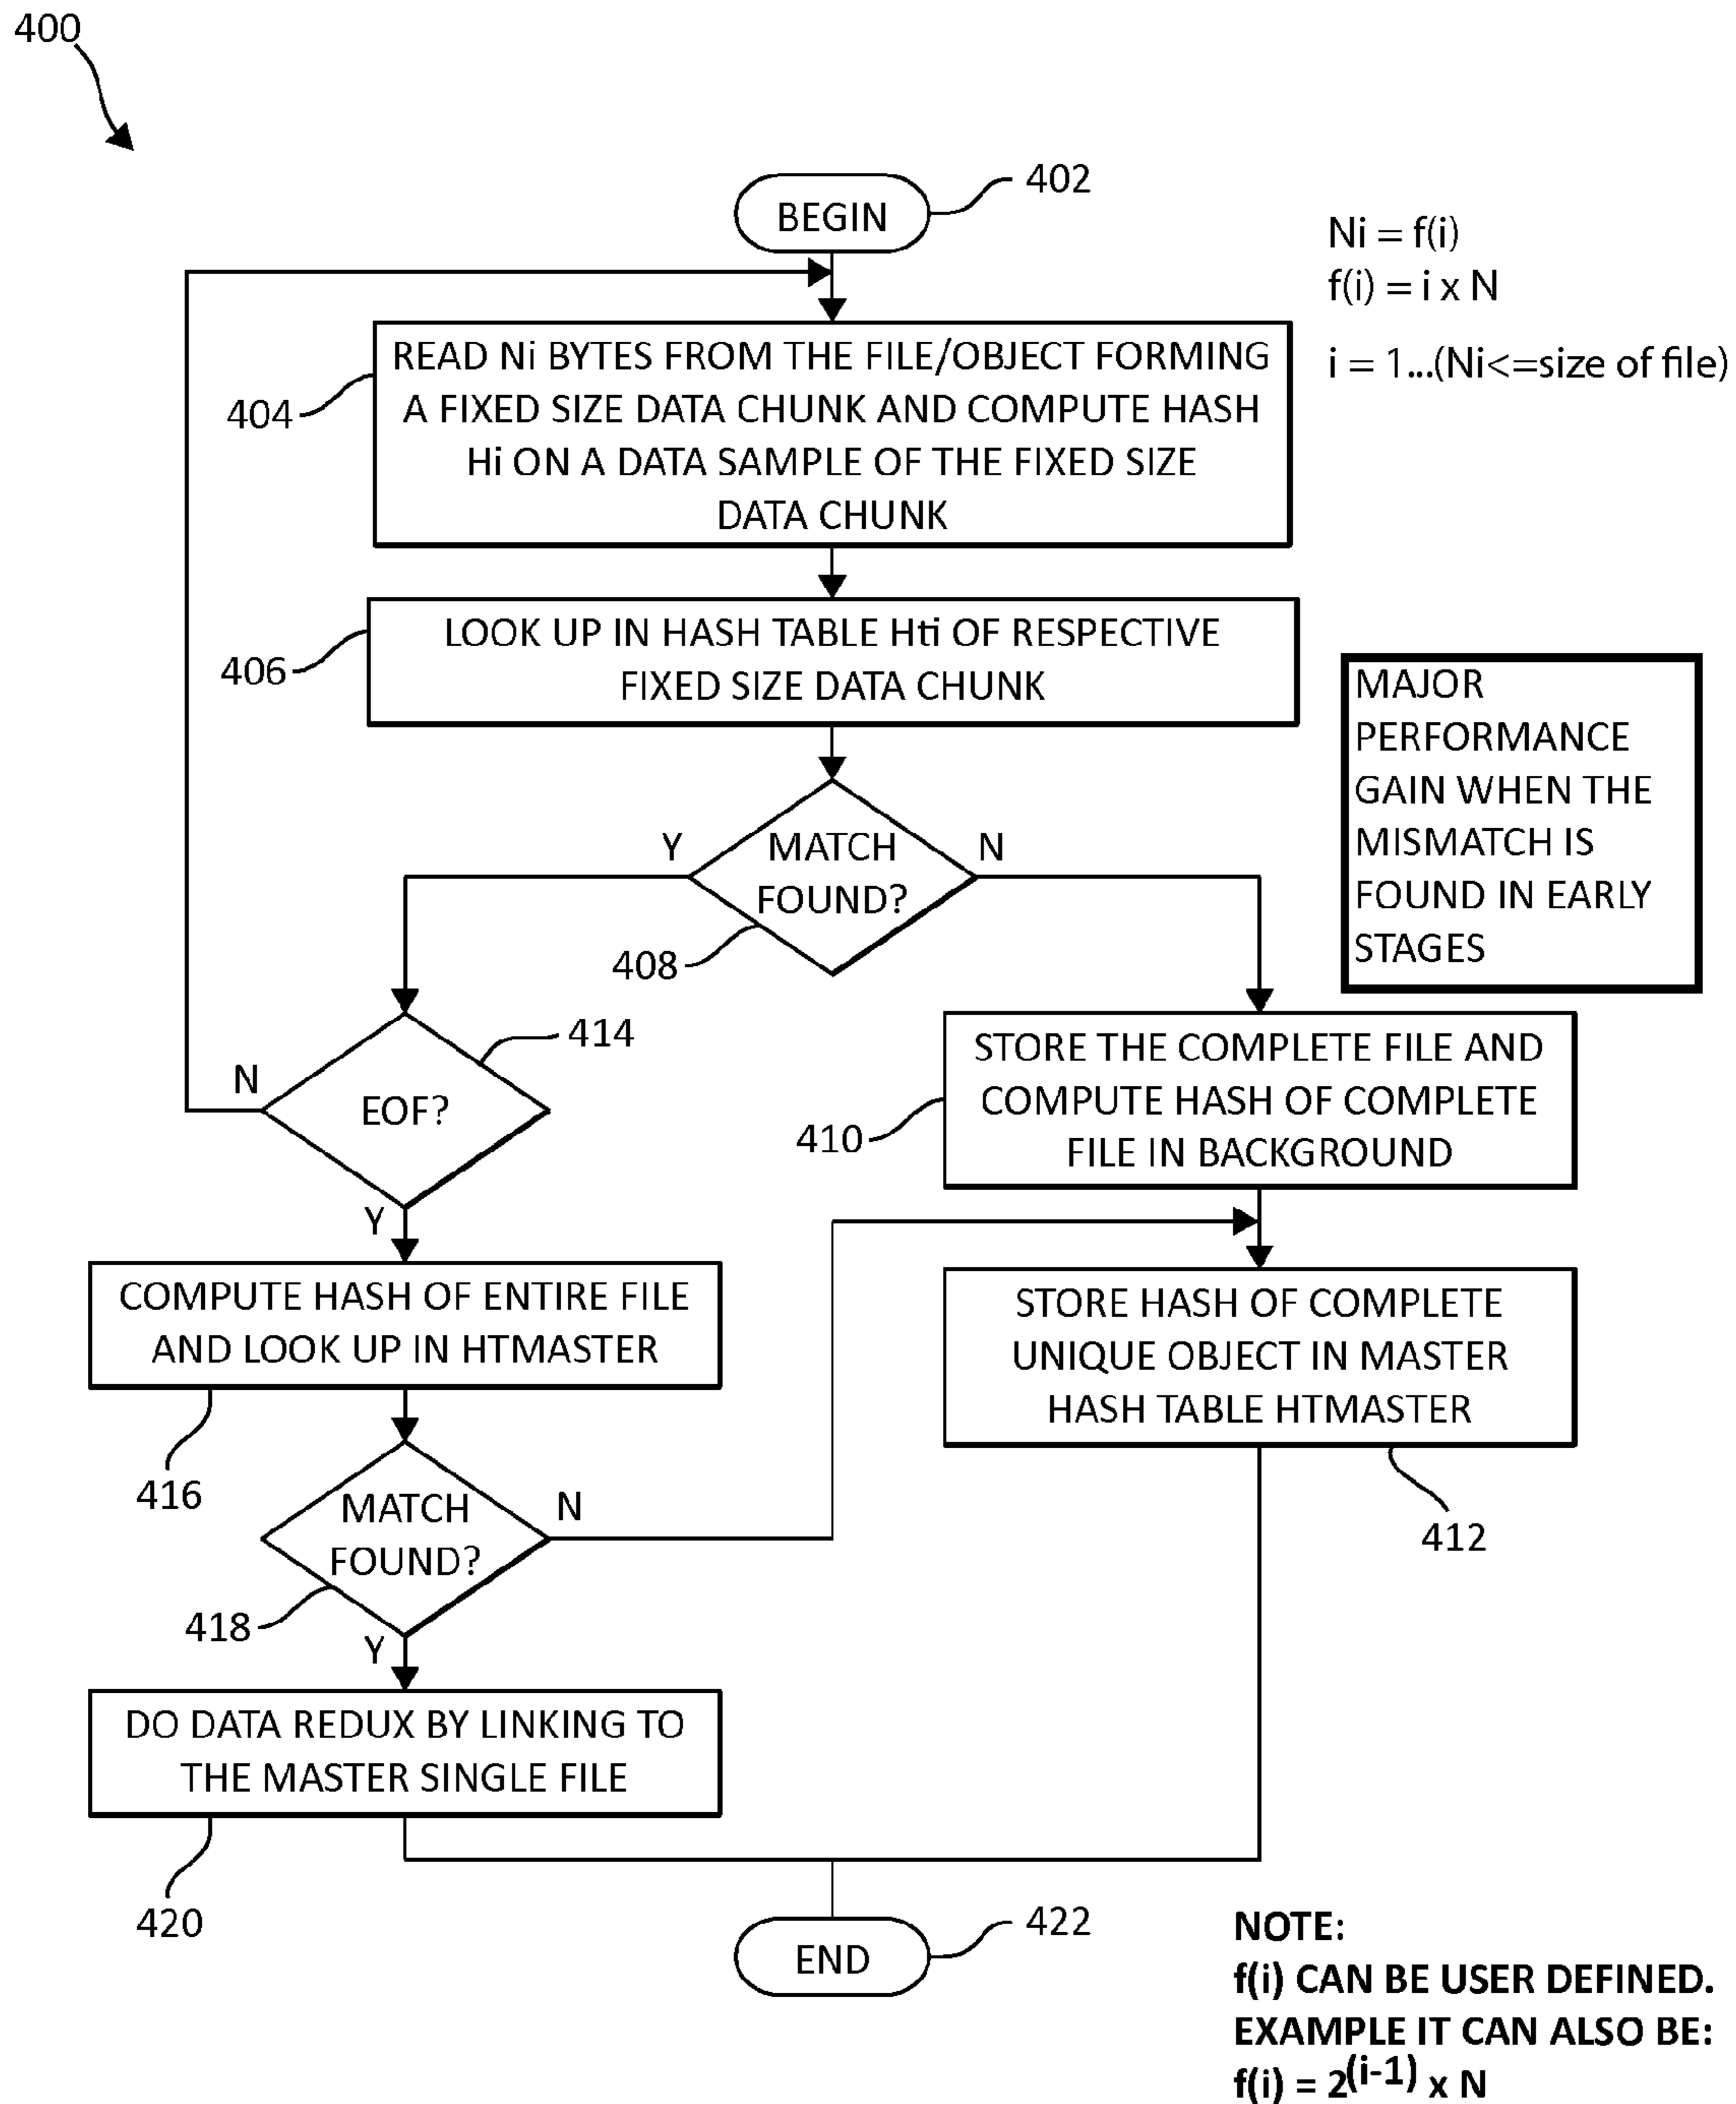 400
BEGIN
402
Ni = f(i)
f(i) = i x N
i = 1...(Ni<=size of file)
READ Ni BYTES FROM THE FILE/OBJECT FORMING
A FIXED SIZE DATA CHUNK AND COMPUTE HASH
Hi ON A DATA SAMPLE OF THE FIXED SIZE
DATA CHUNK
404
LOOK UP IN HASH TABLE Hti OF RESPECTIVE
FIXED SIZE DATA CHUNK
406
MAJOR
PERFORMANCE
GAIN WHEN THE
MISMATCH IS
FOUND IN EARLY
STAGES
Y
MATCH
FOUND?
N
408
414
N
EOF?
Y
STORE THE COMPLETE FILE AND
COMPUTE HASH OF COMPLETE
FILE IN BACKGROUND
410
COMPUTE HASH OF ENTIRE FILE
AND LOOK UP IN HTMASTER
416
STORE HASH OF COMPLETE
UNIQUE OBJECT IN MASTER
HASH TABLE HTMASTER
412
MATCH
FOUND?
N
418
Y
DO DATA REDUX BY LINKING TO
THE MASTER SINGLE FILE
420
END
422
NOTE:
f(i) CAN BE USER DEFINED.
EXAMPLE IT CAN ALSO BE:
f(i) = 2^(i-1) x N